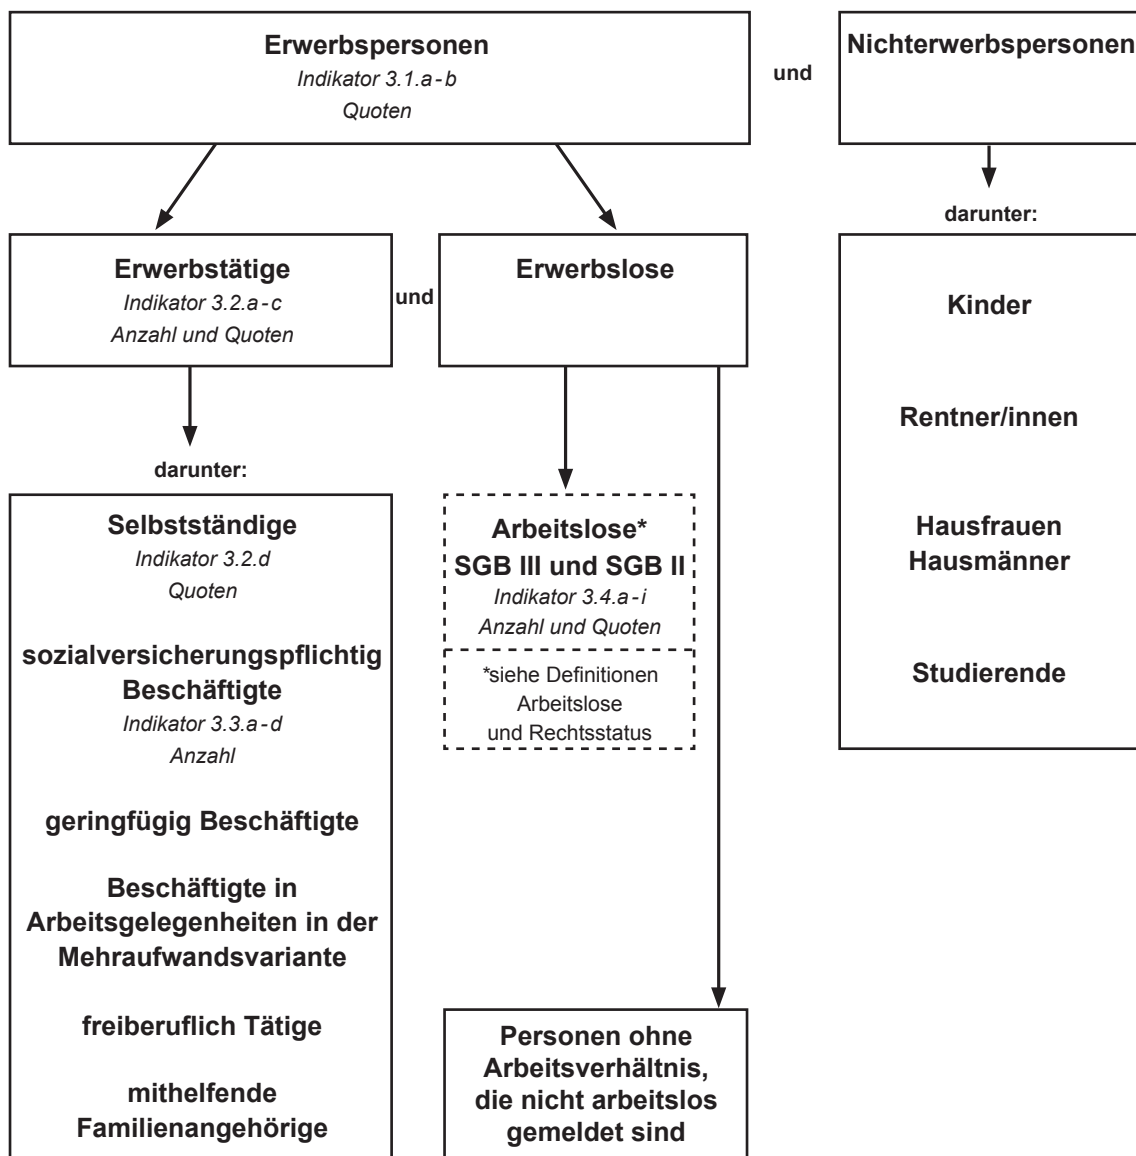 Erwerbspersonen
Indikator 3.1.a-b
Quoten
und
Nichterwerbspersonen
Erwerbstätige
Indikator 3.2.a-c
Anzahl und Quoten
und
Erwerbslose
darunter:
Kinder
Rentner/innen
Hausfrauen
Hausmänner
Studierende
darunter:
Selbstständige
Indikator 3.2.d
Quoten
sozialversicherungspflichtig
Beschäftigte
Indikator 3.3.a-d
Anzahl
geringfügig Beschäftigte
Beschäftigte in
Arbeitsgelegenheiten in der
Mehraufwandsvariante
freiberuflich Tätige
mithelfende
Familienangehörige
Arbeitslose*
SGB III und SGB II
Indikator 3.4.a-i
Anzahl und Quoten
*siehe Definitionen
Arbeitslose
und Rechtsstatus
Personen ohne
Arbeitsverhältnis,
die nicht arbeitslos
gemeldet sind